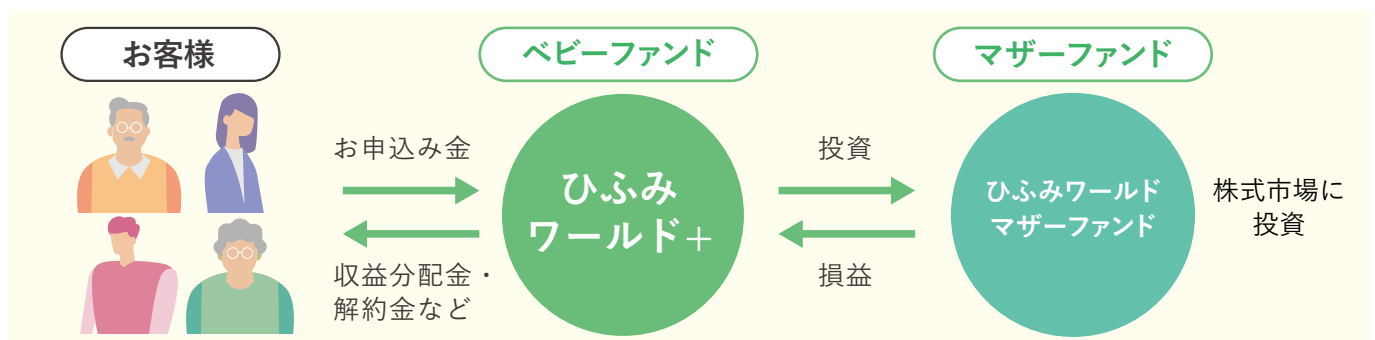 お客様
ベビーファンド
マザーファンド
お申込み金
収益分配金・
解約金など
ひふみ
ワールド+
投資
損益
ひふみワールド
マザーファンド
株式市場に
投資